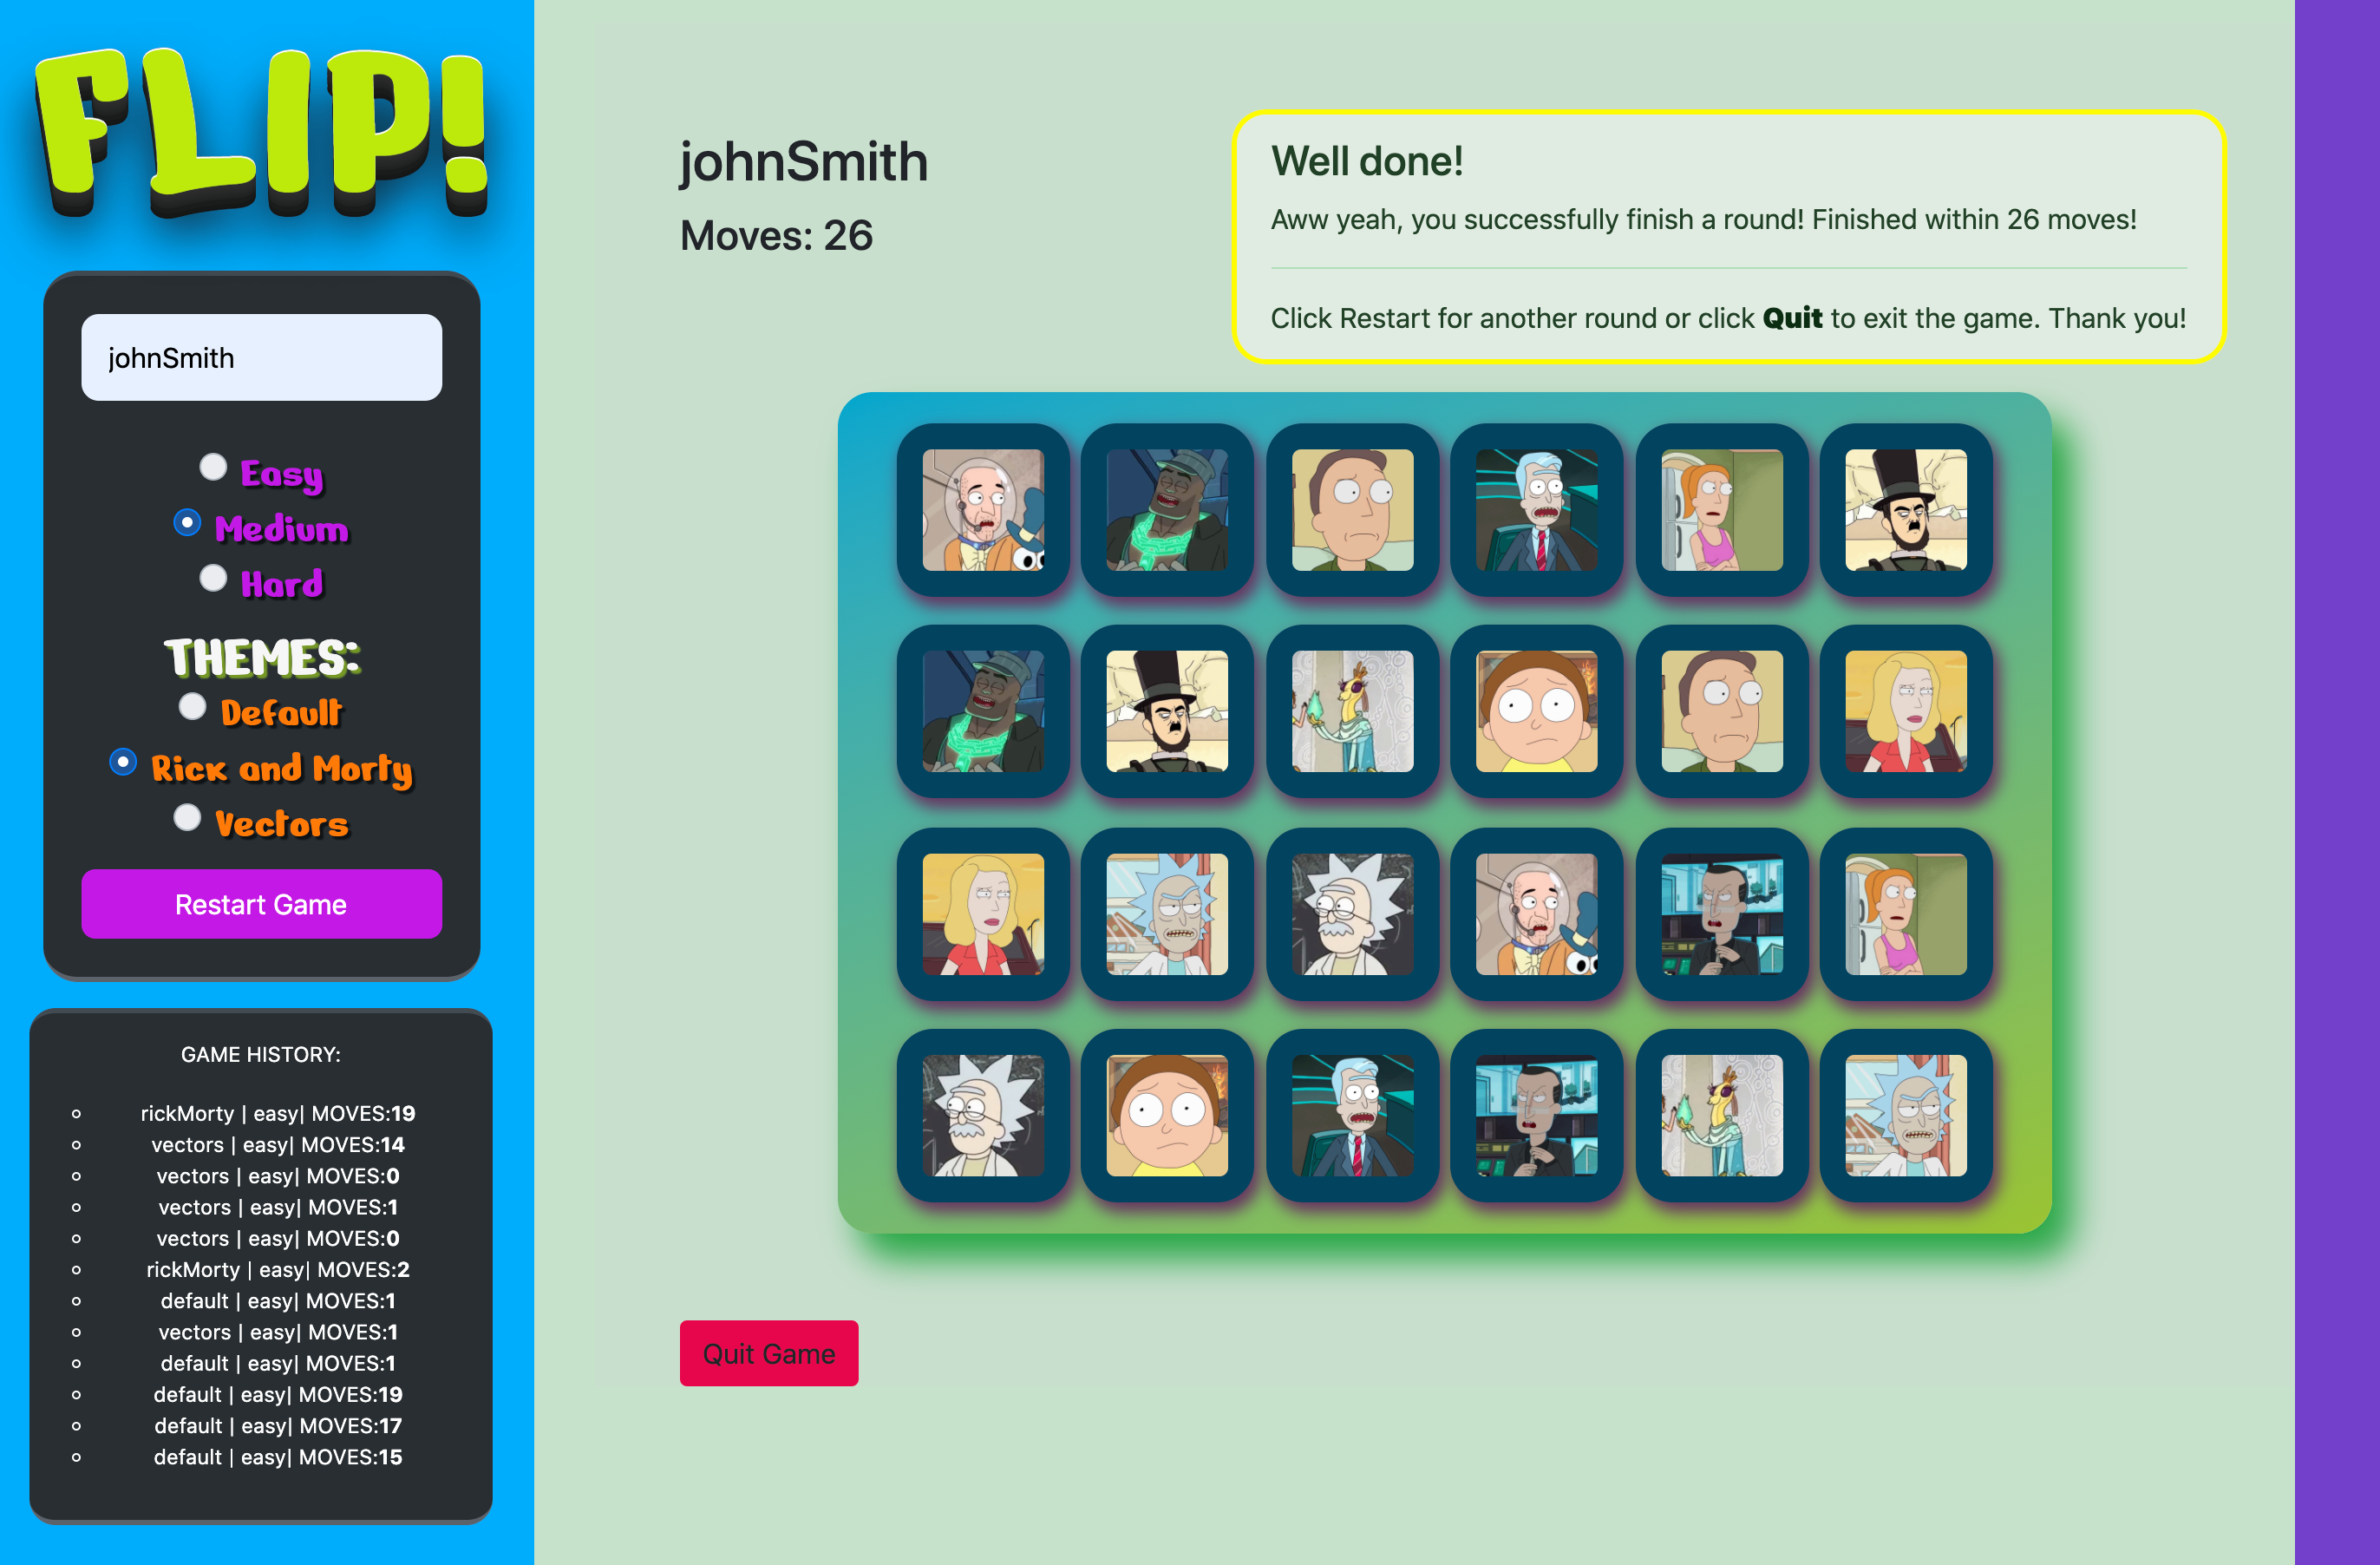 FLIP!
johnSmith
Easy
Medium
Hard
THEMES:
Default
Rick and Morty
Vectors
Restart Game
GAME HISTORY:
rickMorty | easy| MOVES:19
vectors | easy| MOVES:14
vectors | easy| MOVES:0
vectors | easy| MOVES:1
vectors | easy| MOVES:0
rickMorty | easy| MOVES:2
default | easy| MOVES:1
vectors | easy| MOVES:1
default | easy| MOVES:1
default | easy| MOVES:19
default | easy| MOVES:17
default | easy| MOVES:15
johnSmith
Moves: 26
Well done!
Aww yeah, you successfully finish a round! Finished within 26 moves!
Click Restart for another round or click Quit to exit the game. Thank you!
Quit Game